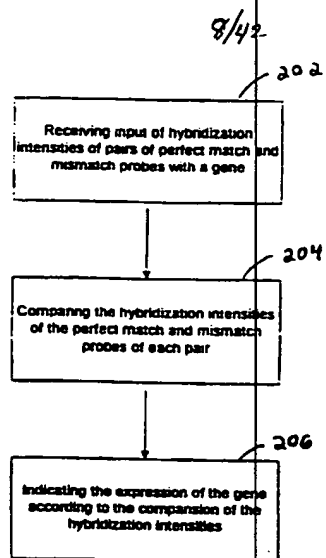 8/42
202
Receiving input of hybridization
intensities of pairs of perfect match and
mismatch probes with a gene
204
Comparing the hybridization intensities
of the perfect match and mismatch
probes of each pair
206
Indicating the expression of the gene
according to the comparision of the
hybridization intensities